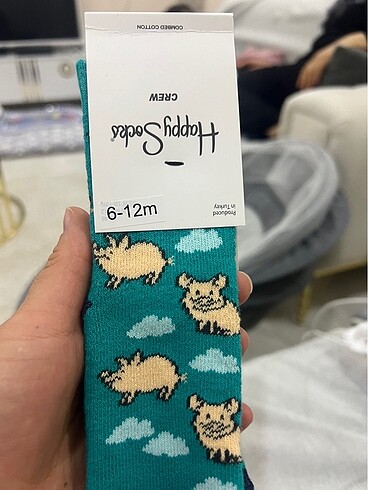 COMBED COTTON
CREW
Happy Socks®
Produced
in Turkey
6-12m